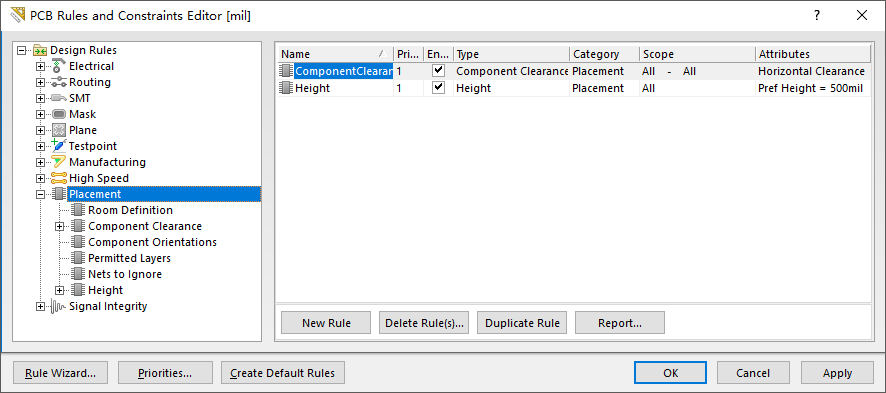 PCB Rules and Constraints Editor [mil]
? ×
Design Rules
Electrical
Routing
SMT
Mask
Plane
Testpoint
Manufacturing
High Speed
Placement
Room Definition
Component Clearance
Component Orientations
Permitted Layers
Nets to Ignore
Height
Signal Integrity
Name Pri... En... Type Category Scope Attributes
ComponentClearan 1 Component Clearance Placement All - All Horizontal Clearance
Height 1 Height Placement All Pref Height = 500mil
New Rule Delete Rule(s)... Duplicate Rule Report...
Rule Wizard... Priorities... Create Default Rules OK Cancel Apply